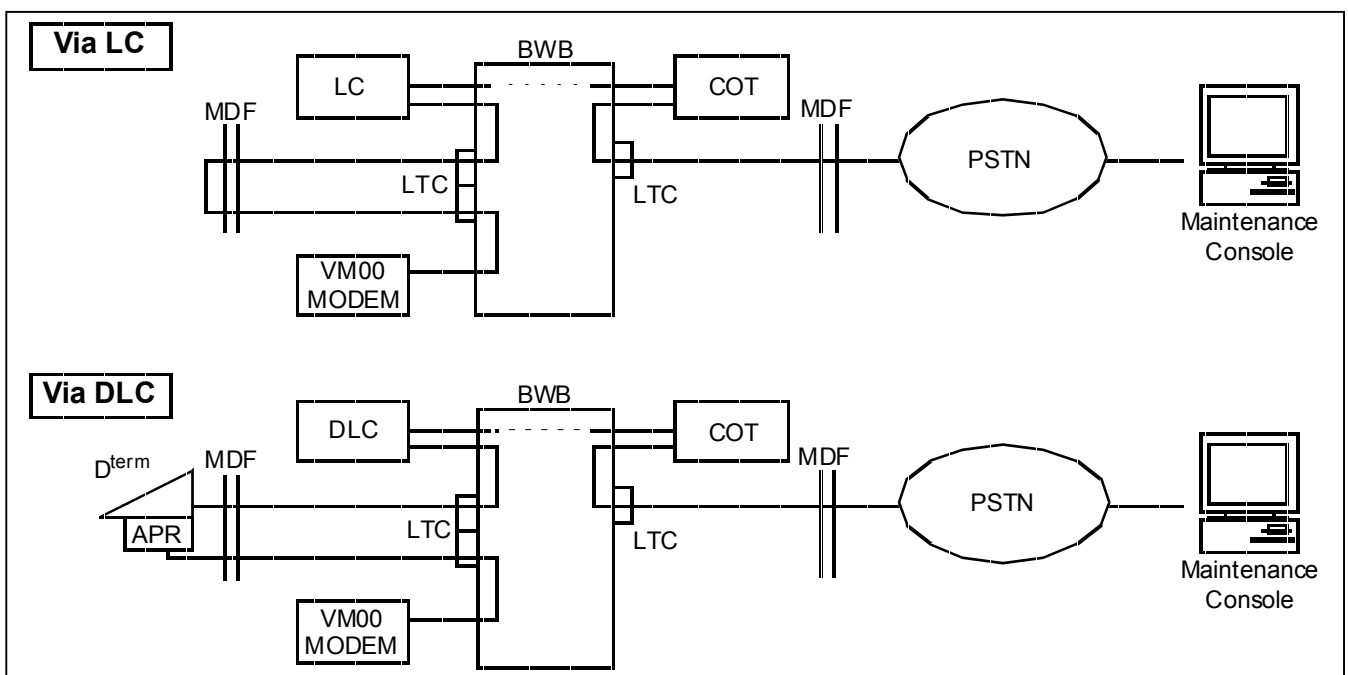 Via LC
BWB
LC
COT
MDF
MDF
PSTN
LTC
LTC
Maintenance
Console
VM00
MODEM
Via DLC
BWB
DLC
COT
Dterm
MDF
MDF
PSTN
APR
LTC
LTC
Maintenance
Console
VM00
MODEM